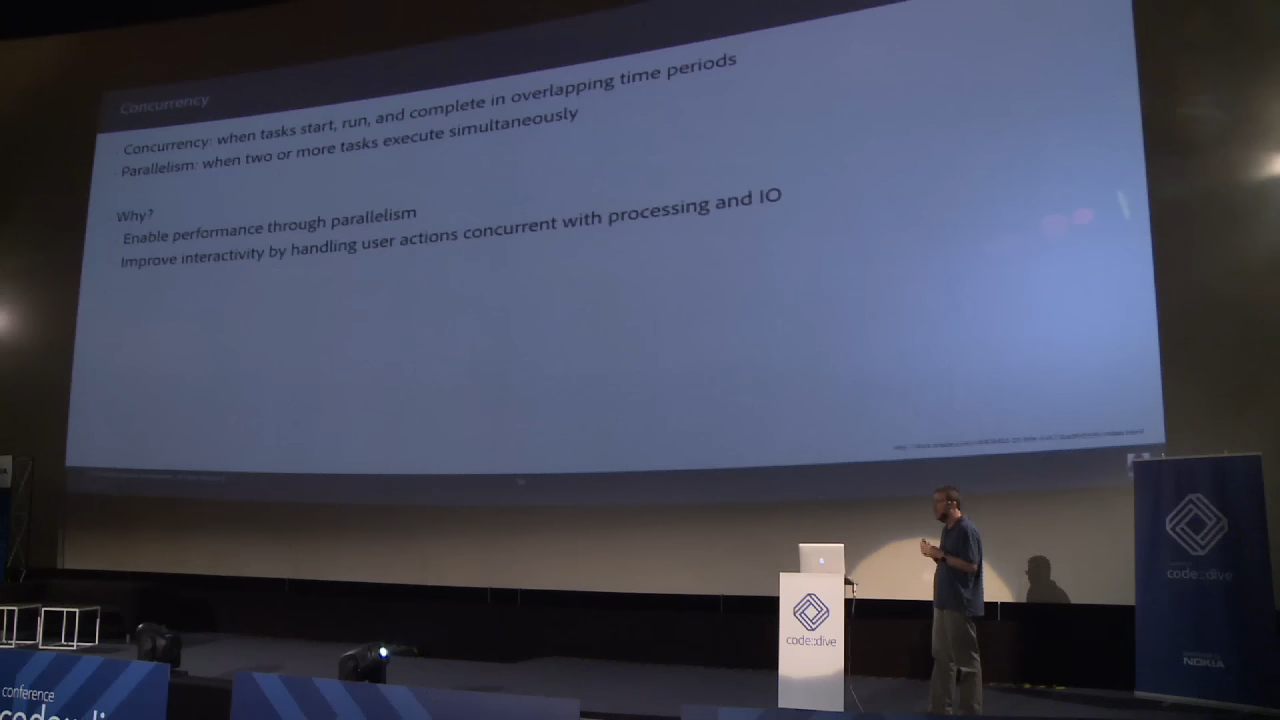 Concurrency
Concurrency: when tasks start, run, and complete in overlapping time periods
Parallelism: when two or more tasks execute simultaneously
Why?
Enable performance through parallelism
Improve interactivity by handling user actions concurrent with processing and IO
code::dive
code::dive
NOKIA
conference